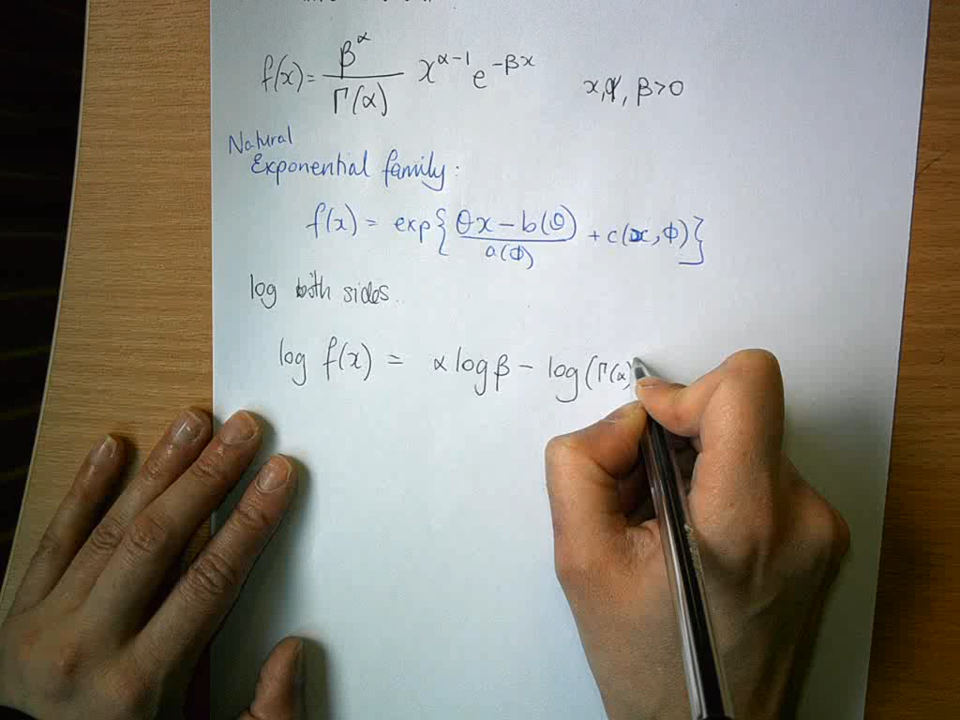 f(x) = β^α / Γ(α) x^(α-1) e^(-βx) x, α, β > 0
Natural
Exponential family:
f(x) = exp{ (θx - b(θ)) / a(Φ) + c(x, Φ) }
log both sides.
log f(x) = α log β - log(Γ(α)